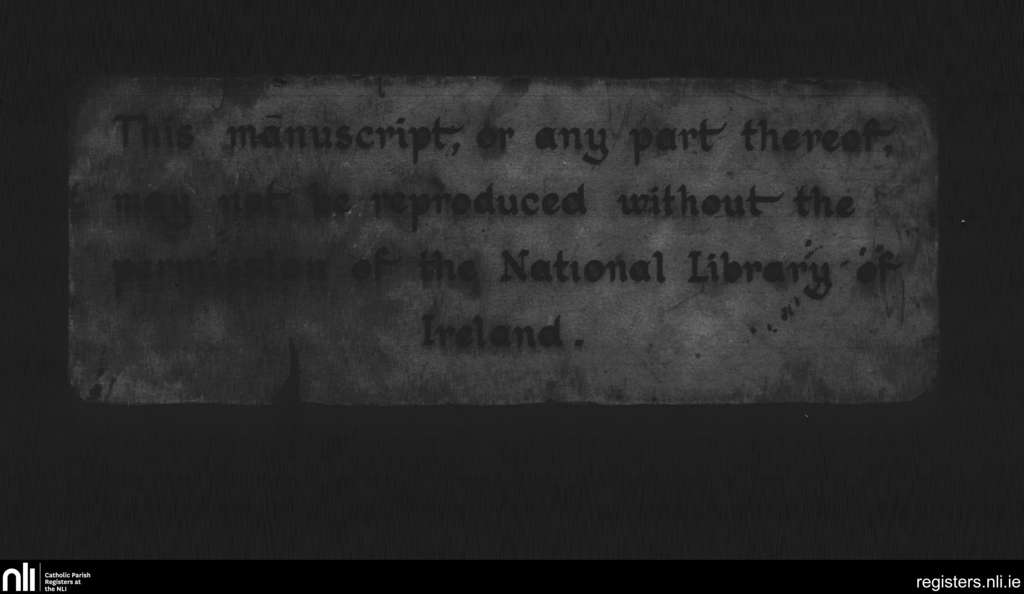 This manuscript, or any part thereof,
may not be reproduced without the
permission of the National Library of
Ireland.
nli
Catholic Parish
Registers at
the NLI
registers.nli.ie